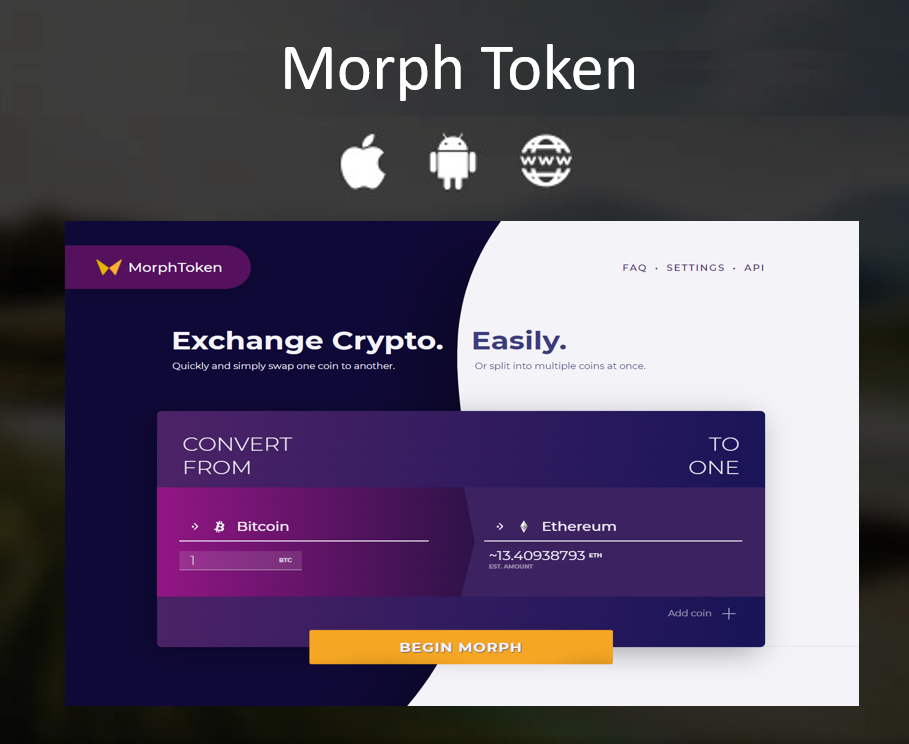 Morph Token
WWW
MorphToken
FAQ • SETTINGS • API
Exchange Crypto. Easily.
Quickly and simply swap one coin to another.
Or split into multiple coins at once.
CONVERT
FROM
TO
ONE
Bitcoin
1 BTC
Ethereum
~13.40938793 ETH
EST. AMOUNT
Add coin
BEGIN MORPH